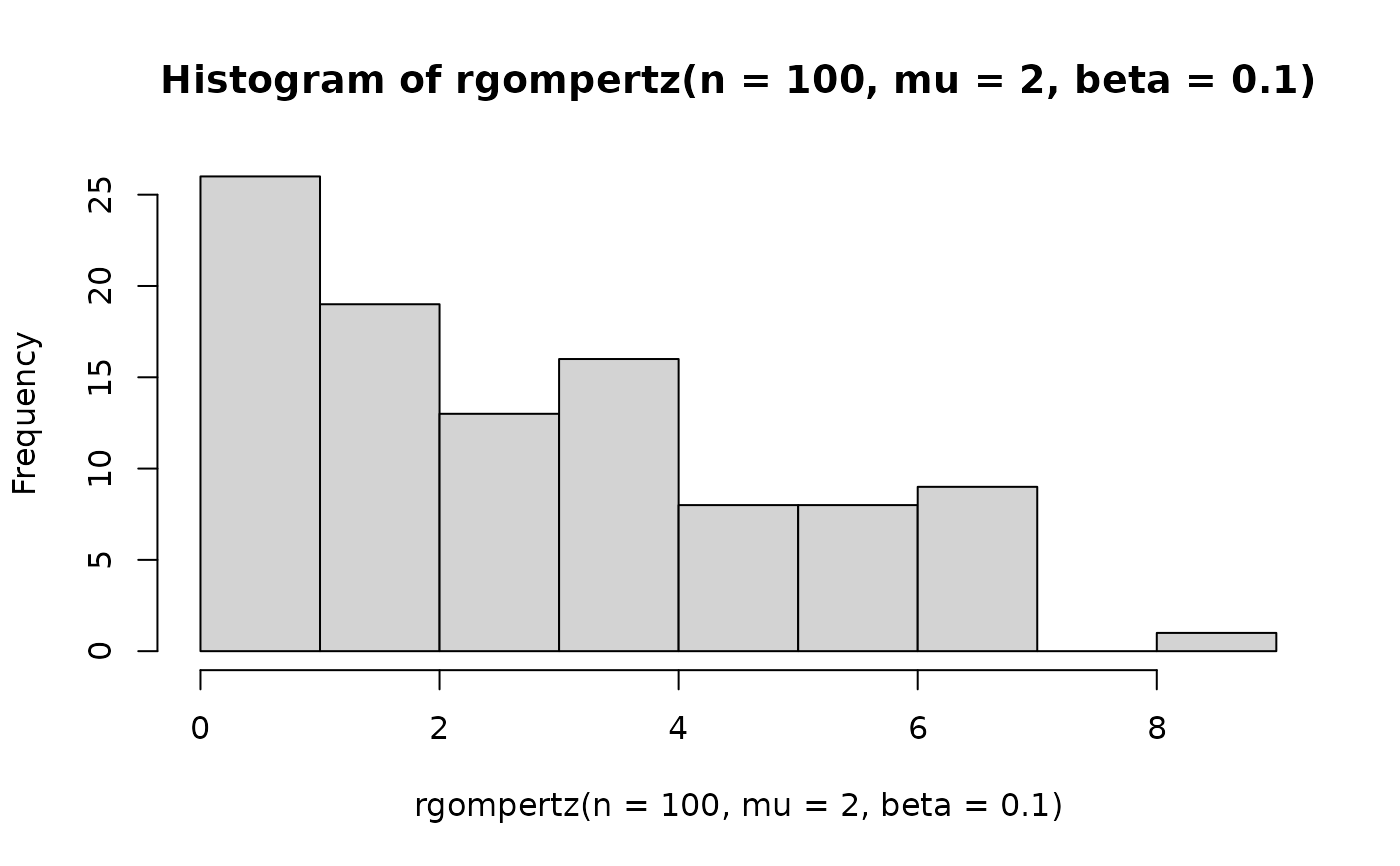 Histogram of rgompertz(n = 100, mu = 2, beta = 0.1)
Frequency
25
20
15
10
5
0
0 2 4 6 8
rgompertz(n = 100, mu = 2, beta = 0.1)